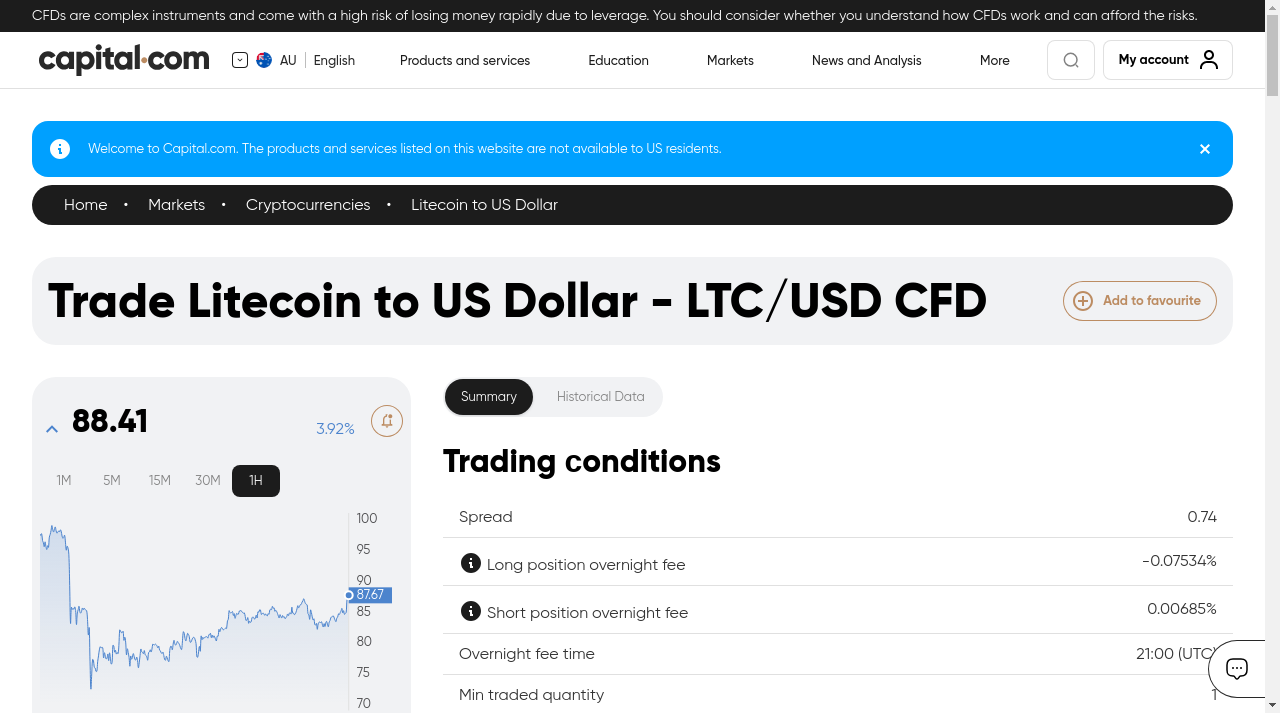 CFDs are complex instruments and come with a high risk of losing money rapidly due to leverage. You should consider whether you understand how CFDs work and can afford the risks.
capital.com
AU
English
Products and services
Education
Markets
News and Analysis
More
My account
Welcome to Capital.com. The products and services listed on this website are not available to US residents.
Home • Markets • Cryptocurrencies • Litecoin to US Dollar
Trade Litecoin to US Dollar - LTC/USD CFD
Add to favourite
88.41
3.92%
1M 5M 15M 30M 1H
100
95
90
87.67
85
80
75
70
Summary
Historical Data
Trading conditions
Spread 0.74
Long position overnight fee -0.07534%
Short position overnight fee 0.00685%
Overnight fee time 21:00 (UTC)
Min traded quantity 1